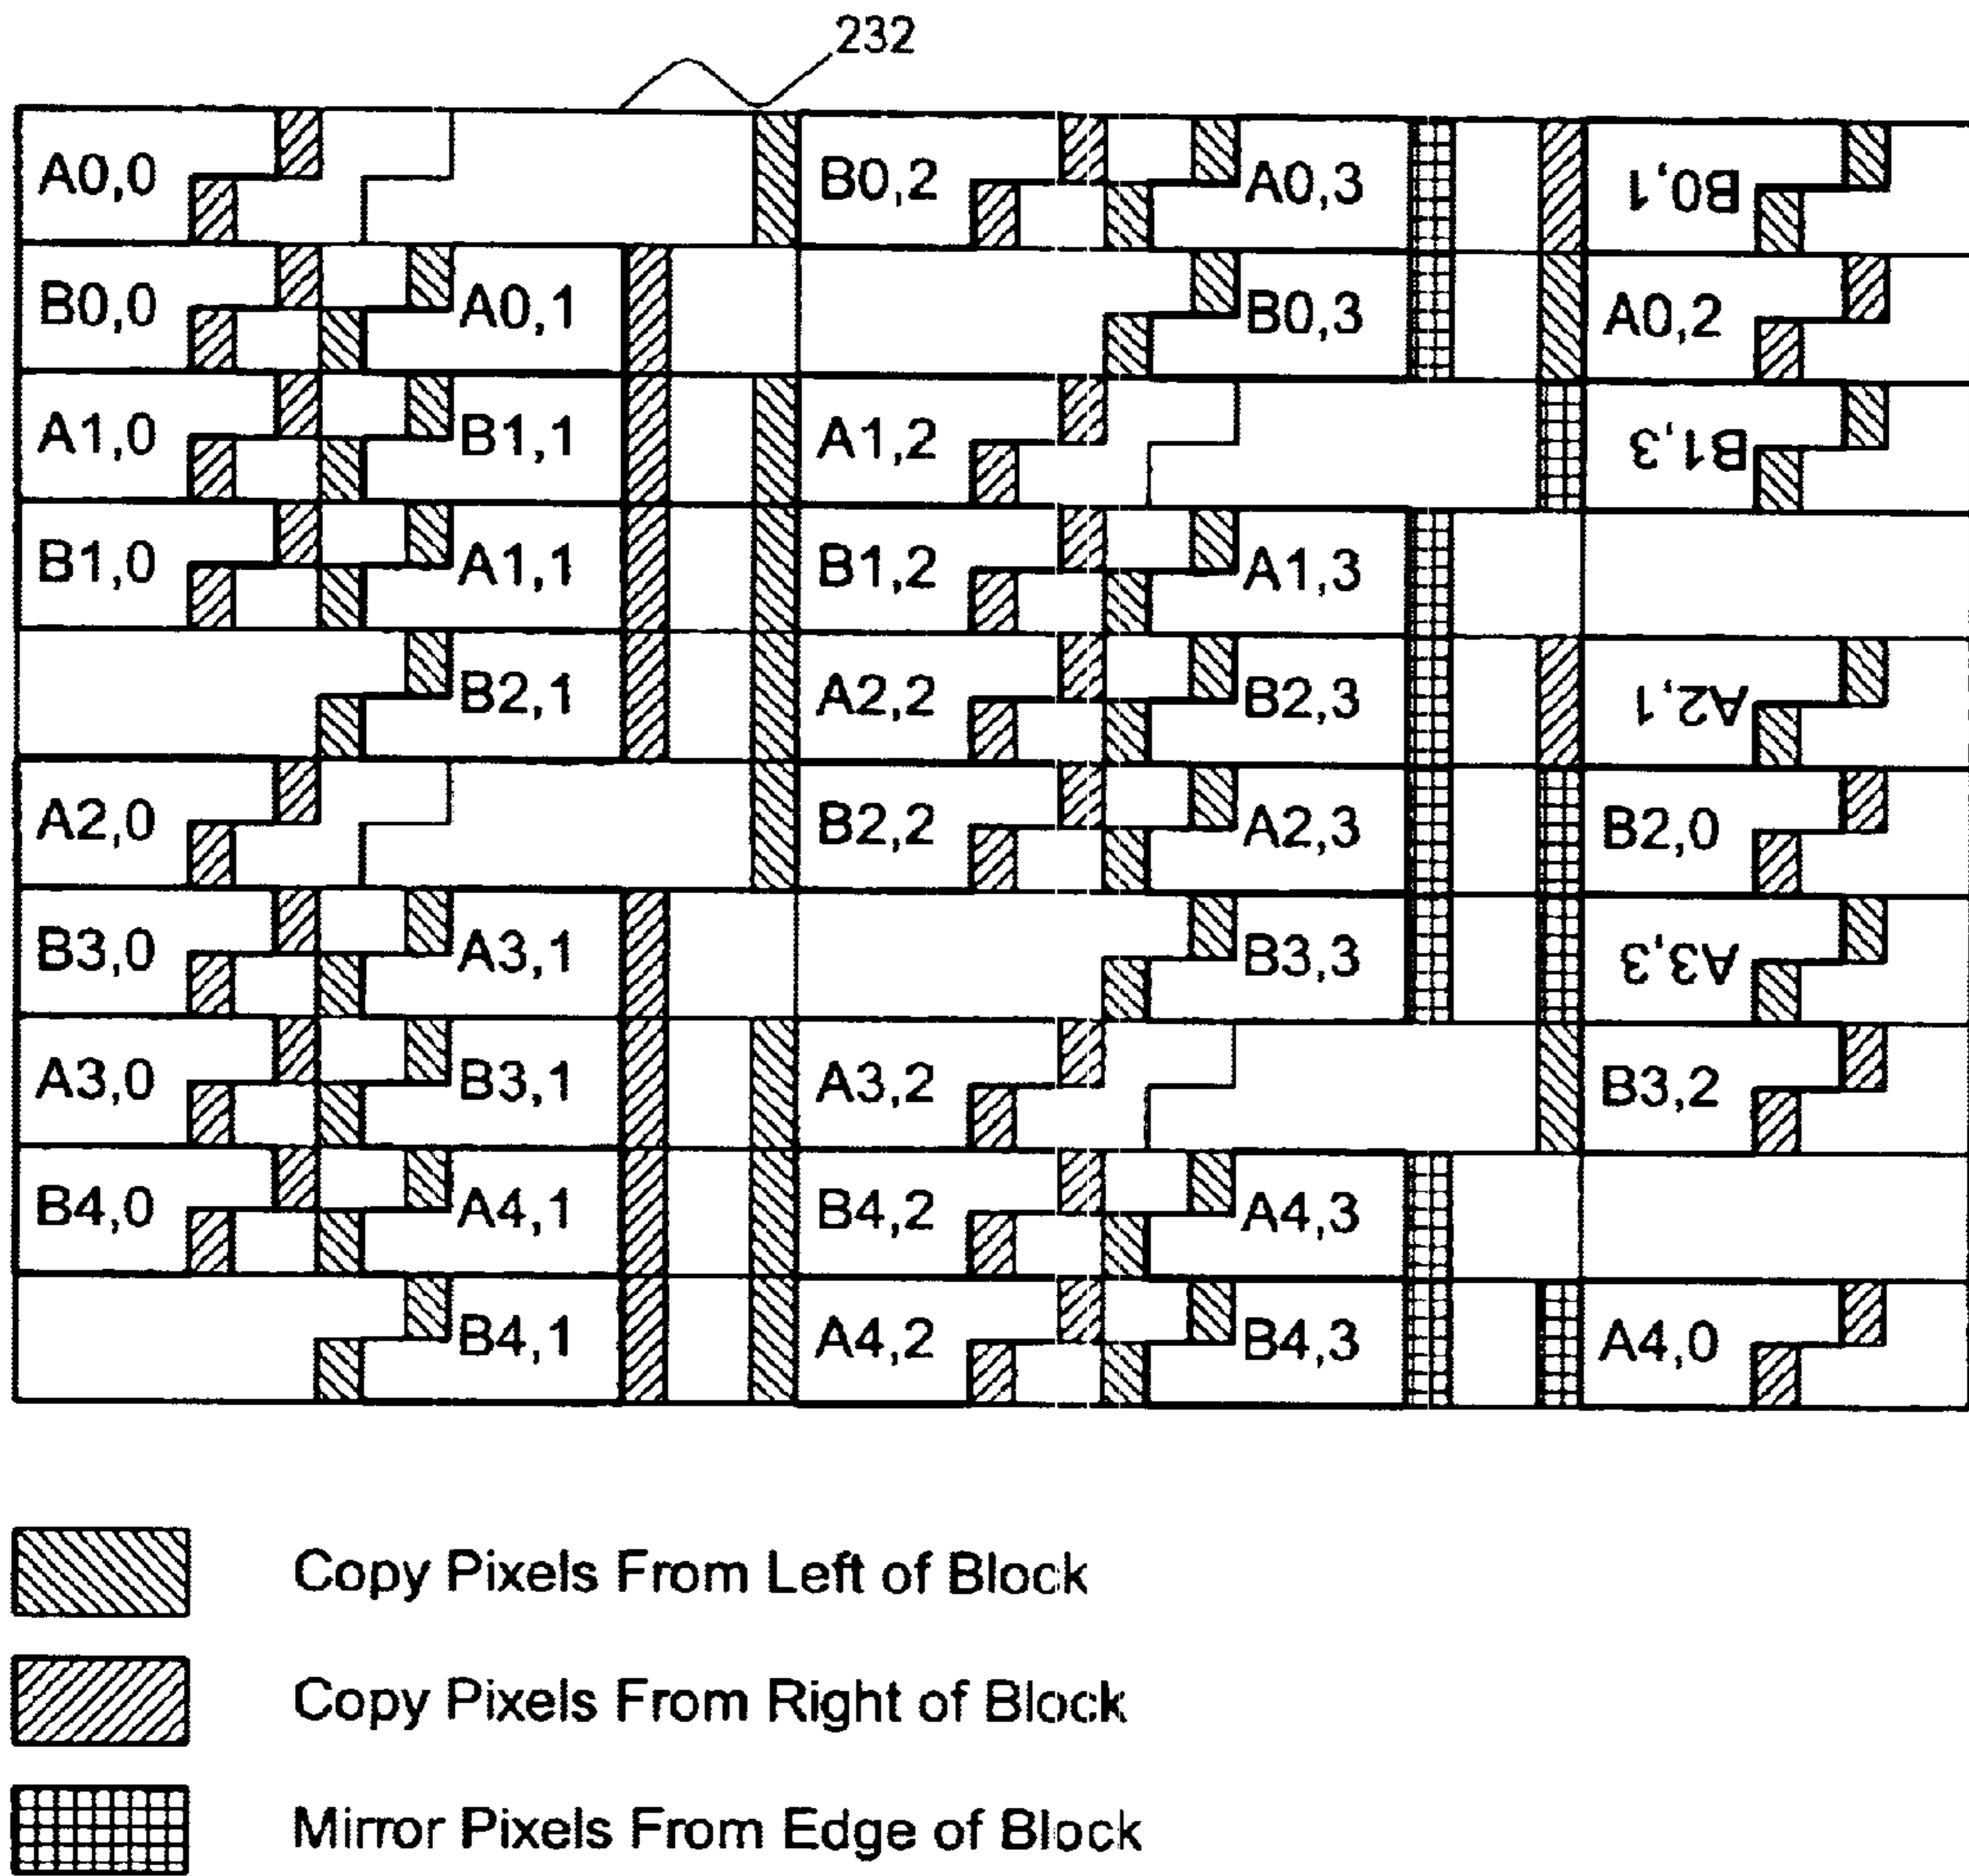 232
A0,0 B0,2 A0,3 B0,1
B0,0 A0,1 B0,3 A0,2
A1,0 B1,1 A1,2 B1,3
B1,0 A1,1 B1,2 A1,3
B2,1 A2,2 B2,3 A2,1
A2,0 B2,2 A2,3 B2,0
B3,0 A3,1 B3,3 A3,3
A3,0 B3,1 A3,2 B3,2
B4,0 A4,1 B4,2 A4,3
B4,1 A4,2 B4,3 A4,0
Copy Pixels From Left of Block
Copy Pixels From Right of Block
Mirror Pixels From Edge of Block